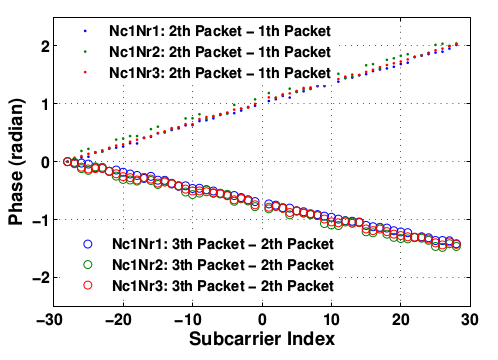 Nc1Nr1: 2th Packet − 1th Packet
Nc1Nr2: 2th Packet − 1th Packet
Nc1Nr3: 2th Packet − 1th Packet
2
1
0
−1
−2
Phase (radian)
Nc1Nr1: 3th Packet − 2th Packet
Nc1Nr2: 3th Packet − 2th Packet
Nc1Nr3: 3th Packet − 2th Packet
−30 −20 −10 0 10 20 30
Subcarrier Index